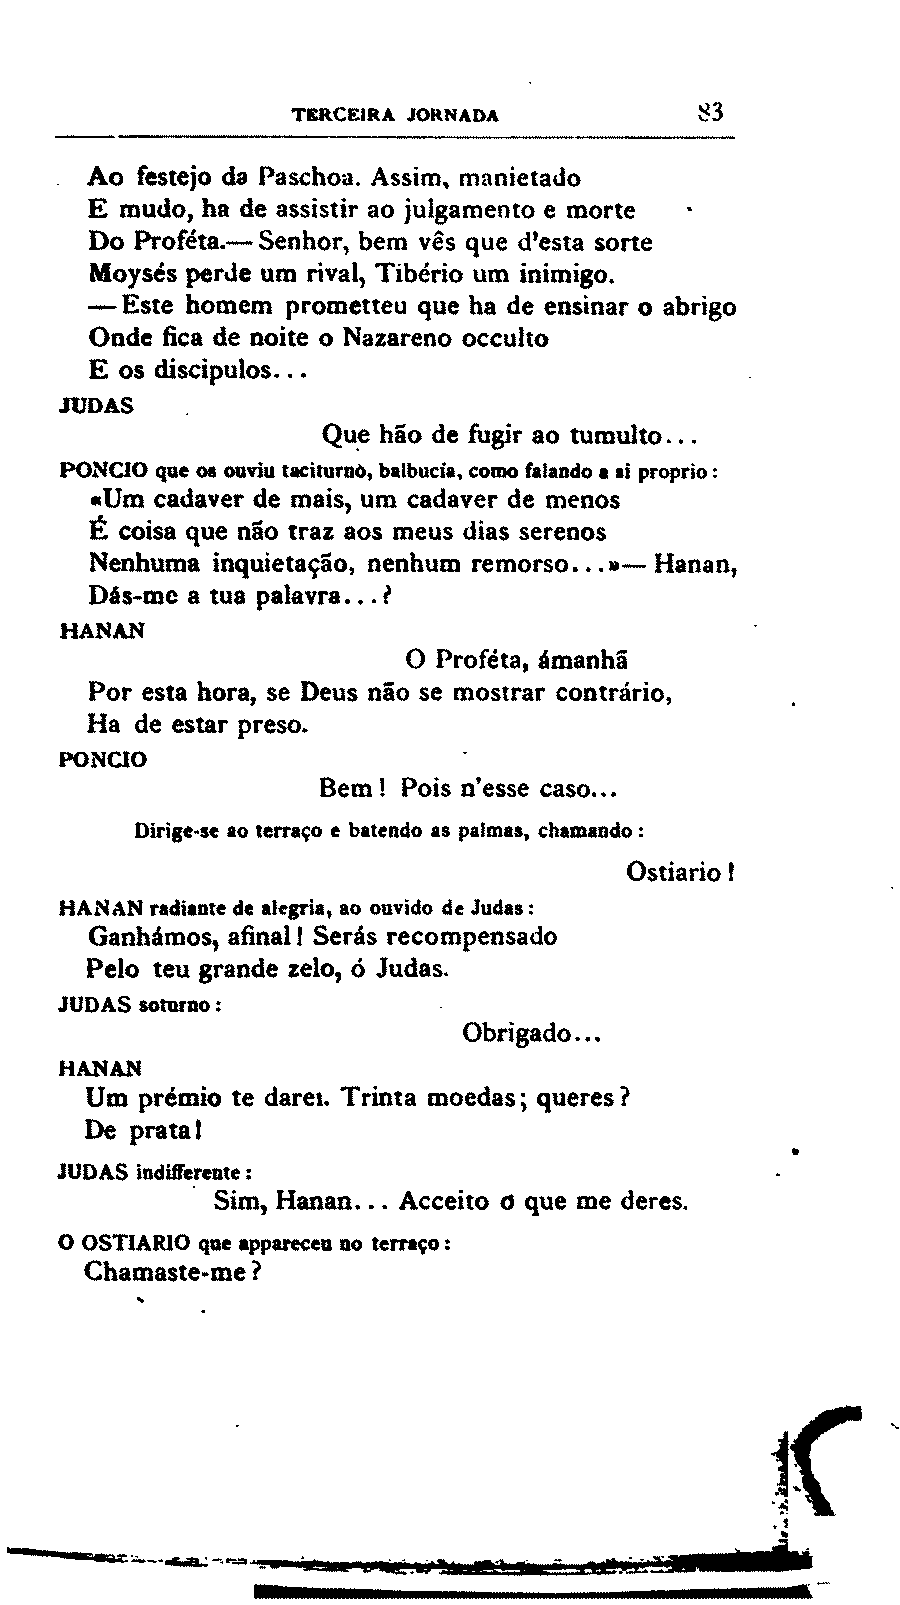 TERCEIRA JORNADA 83
Ao festejo da Paschoa. Assim, manietado
E mudo, ha de assistir ao julgamento e morte
Do Proféta.— Senhor, bem vês que d'esta sorte
Moysés perde um rival, Tibério um inimigo.
— Este homem prometteu que ha de ensinar o abrigo
Onde fica de noite o Nazareno occulto
E os discipulos...
JUDAS
Que hão de fugir ao tumulto...
PONCIO que os ouviu taciturnò, balbucía, como falando a si proprio:
«Um cadaver de mais, um cadaver de menos
É coisa que não traz aos meus dias serenos
Nenhuma inquietação, nenhum remorso...»— Hanan,
Dás-me a tua palavra...?
HANAN
O Proféta, ámanhã
Por esta hora, se Deus não se mostrar contrário,
Ha de estar preso.
PONCIO
Bem! Pois n'esse caso...
Dirige-se ao terraço e batendo as palmas, chamando:
Ostiario!
HANAN radiante de alegria, ao ouvido de Judas:
Ganhámos, afinal! Serás recompensado
Pelo teu grande zelo, ó Judas.
JUDAS soturno:
Obrigado...
HANAN
Um prémio te darei. Trinta moedas; queres?
De prata!
JUDAS indifferente:
Sim, Hanan... Acceito o que me deres.
O OSTIARIO que appareceu no terraço:
Chamaste-me?